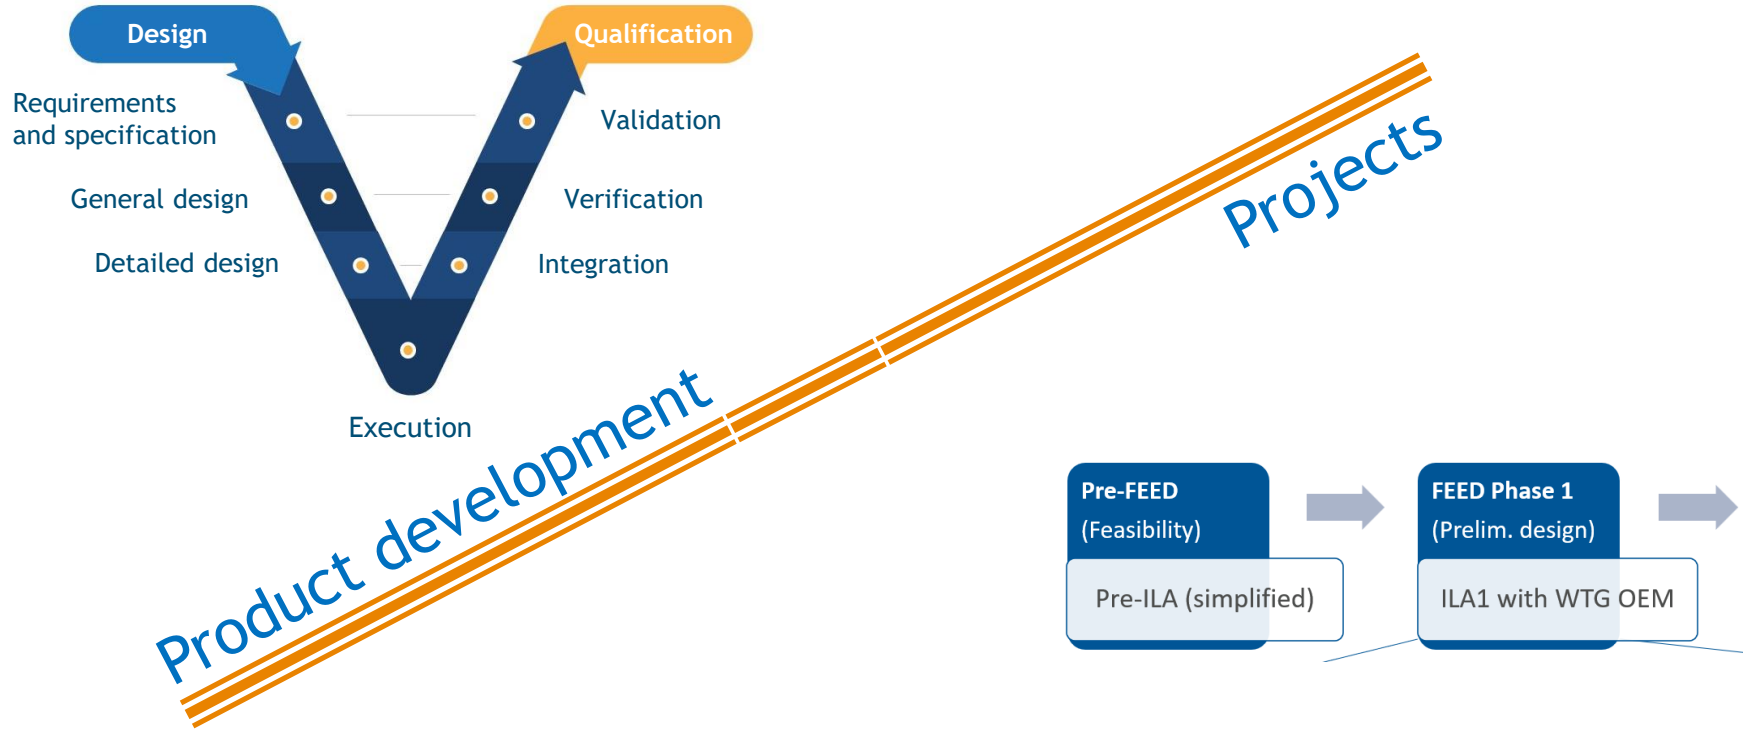 Design
Qualification
Requirements
and specification
General design
Detailed design
Validation
Verification
Integration
Execution
Product development
Projects
Pre-FEED
(Feasibility)
Pre-ILA (simplified)
FEED Phase 1
(Prelim. design)
ILA1 with WTG OEM